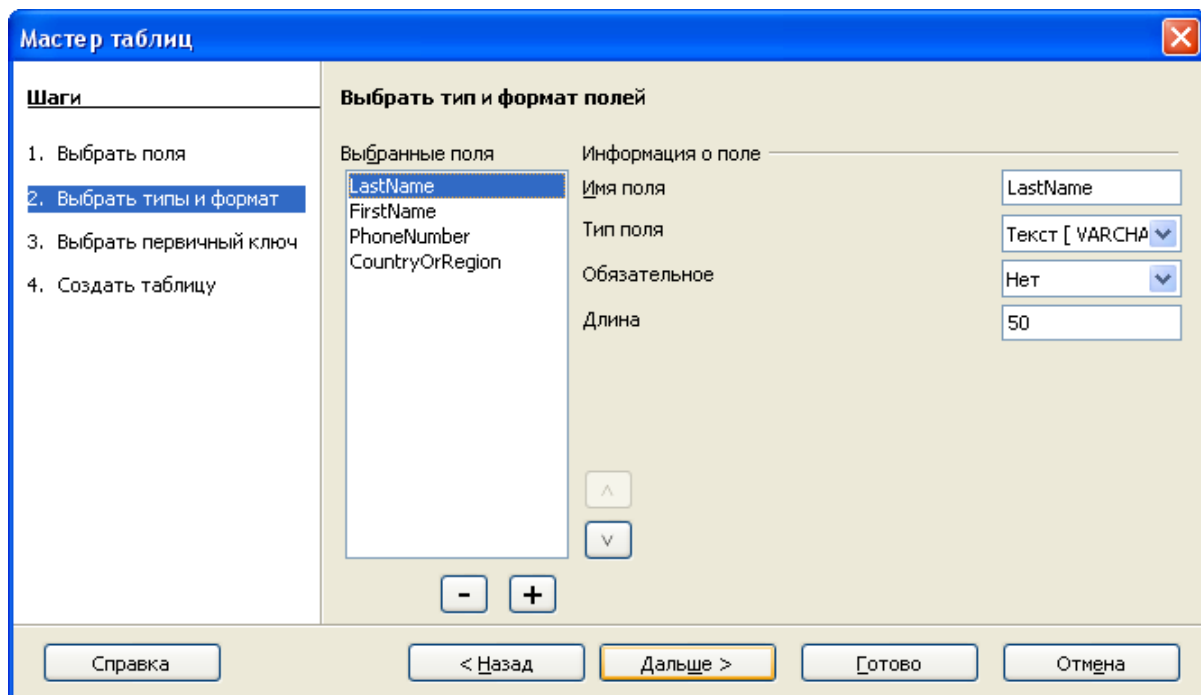 Мастер таблиц
Шаги
1. Выбрать поля
2. Выбрать типы и формат
3. Выбрать первичный ключ
4. Создать таблицу
Выбрать тип и формат полей
Выбранные поля
LastName
FirstName
PhoneNumber
CountryOrRegion
Информация о поле
Имя поля LastName
Тип поля Текст [ VARCHA
Обязательное Нет
Длина 50
^
v
- +
Справка < Назад Дальше > Готово Отмена